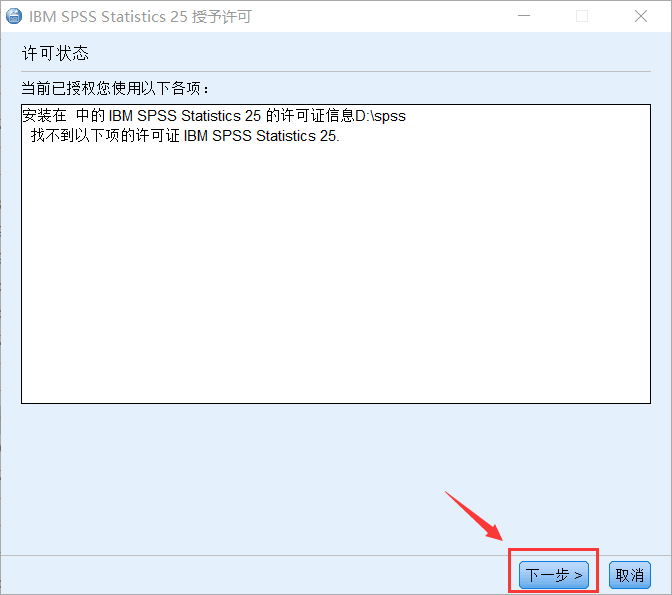 IBM SPSS Statistics 25 授予许可
许可状态
当前已授权您使用以下各项：
安装在 中的 IBM SPSS Statistics 25 的许可证信息D:\spss
找不到以下项的许可证 IBM SPSS Statistics 25.
下一步 > 取消